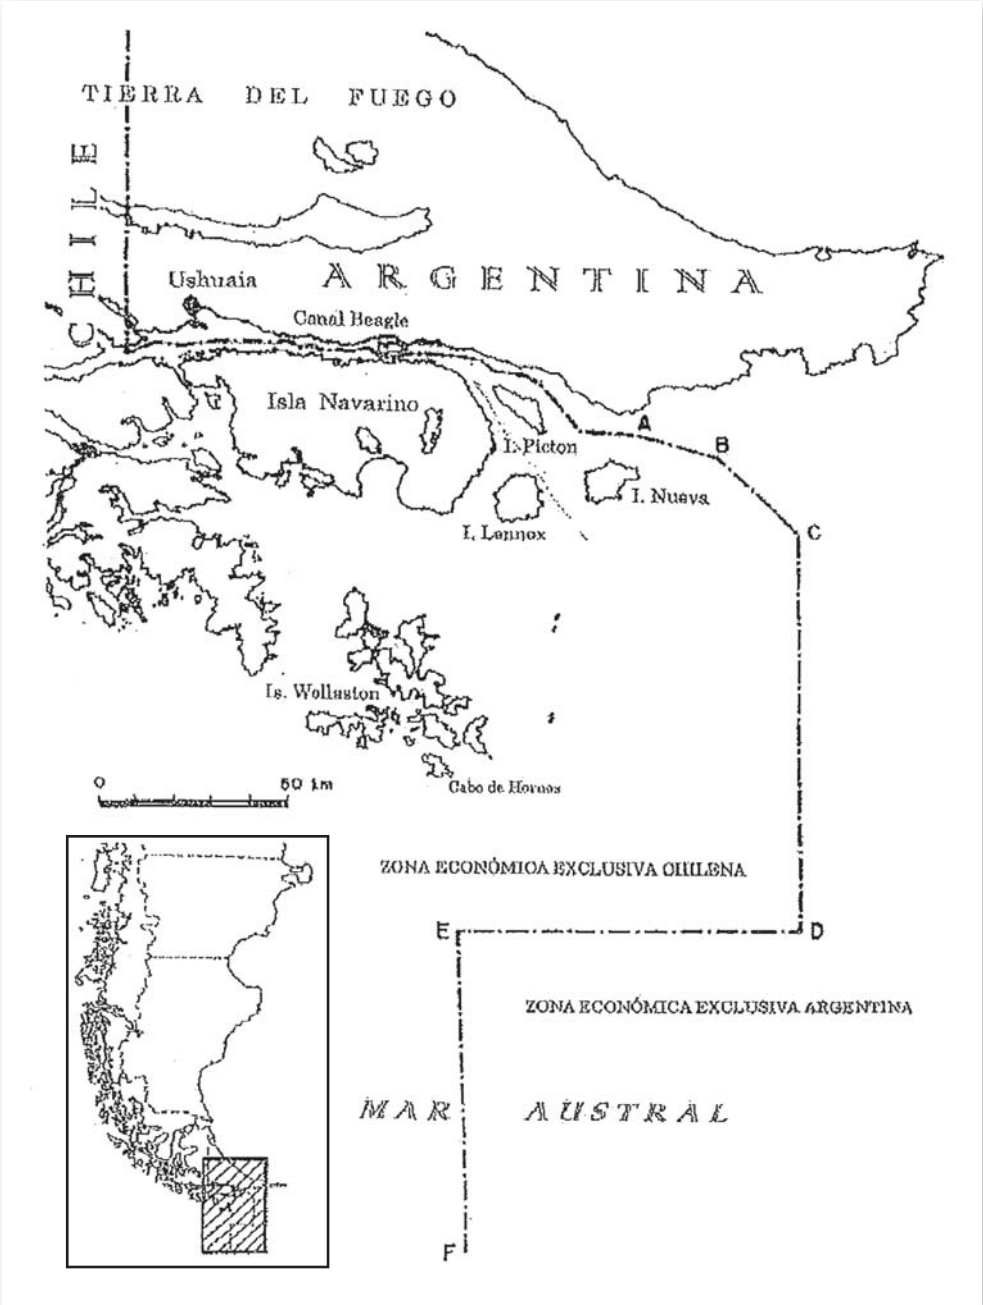 TIERRA DEL FUEGO
CHILE
ARGENTINA
Ushuaia
Canal Beagle
Isla Navarino
A
B
I. Picton
I. Nueva
I. Lennox
C
Is. Wollaston
0 50 km
Cabo de Hornos
ZONA ECONÓMICA EXCLUSIVA CHILENA
E
D
ZONA ECONÓMICA EXCLUSIVA ARGENTINA
MAR AUSTRAL
F